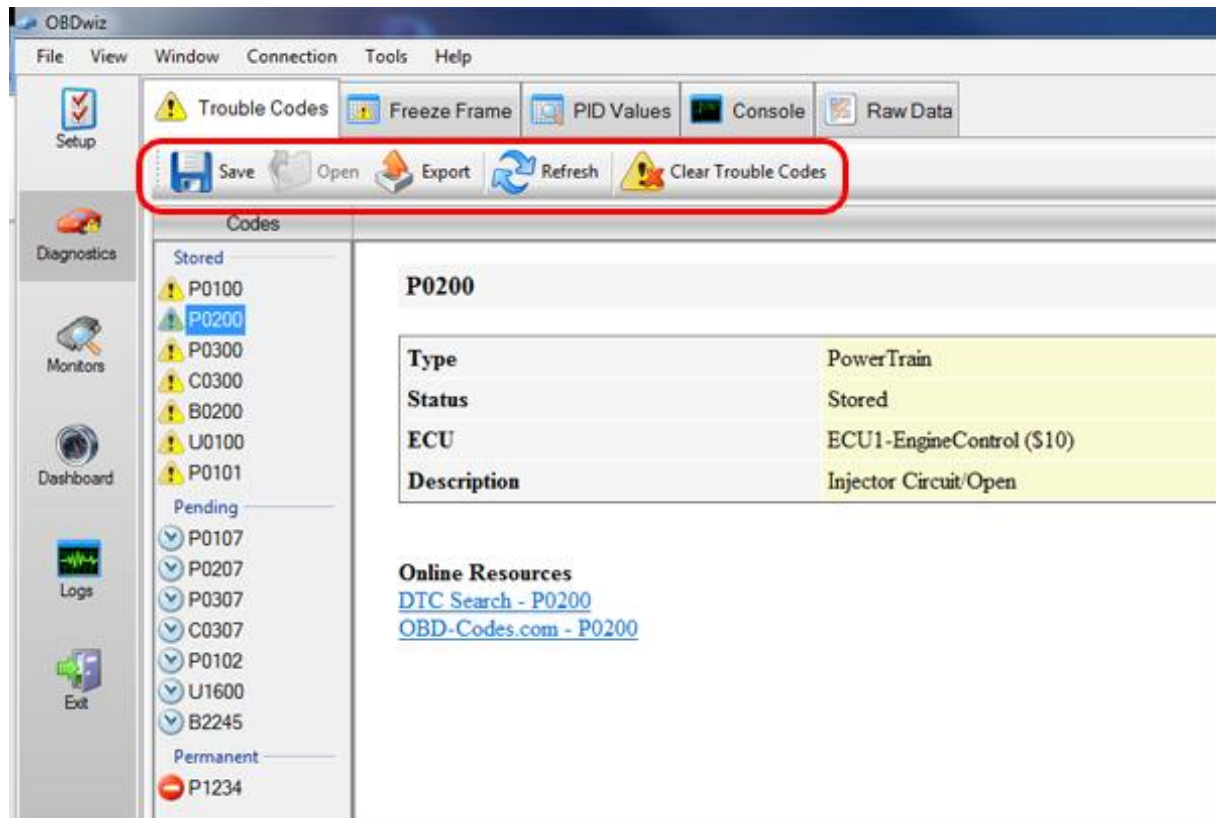 OBDwiz
File View Window Connection Tools Help
Setup
Diagnostics
Monitors
Dashboard
Logs
Exit
Trouble Codes Freeze Frame PID Values Console Raw Data
Save Open Export Refresh Clear Trouble Codes
Codes
Stored
P0100
P0200
P0300
C0300
B0200
U0100
P0101
Pending
P0107
P0207
P0307
C0307
P0102
U1600
B2245
Permanent
P1234
P0200
Type PowerTrain
Status Stored
ECU ECU1-EngineControl ($10)
Description Injector Circuit/Open
Online Resources
DTC Search - P0200
OBD-Codes.com - P0200